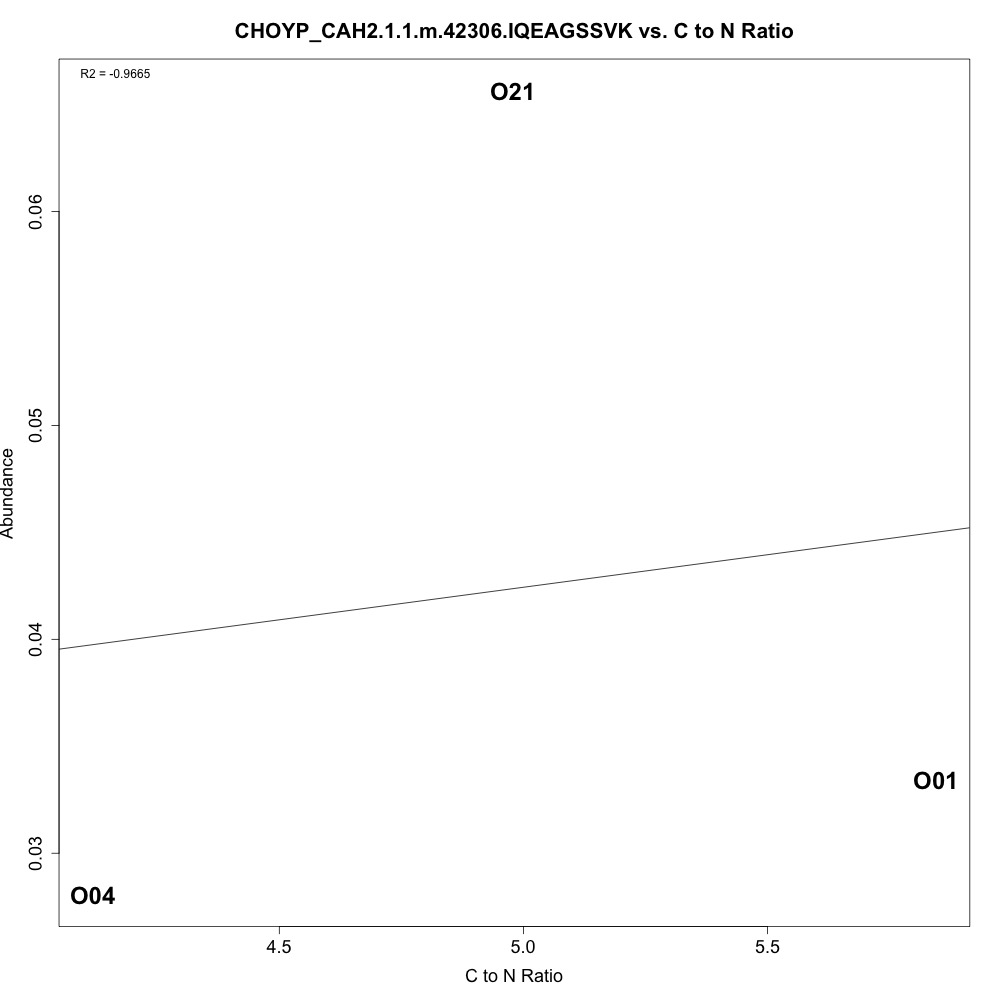 CHOYP_CAH2.1.1.m.42306.IQEAGSSVK vs. C to N Ratio
R2 = -0.9665
O21
0.06
0.05
Abundance
0.04
O01
0.03
O04
4.5 5.0 5.5
C to N Ratio